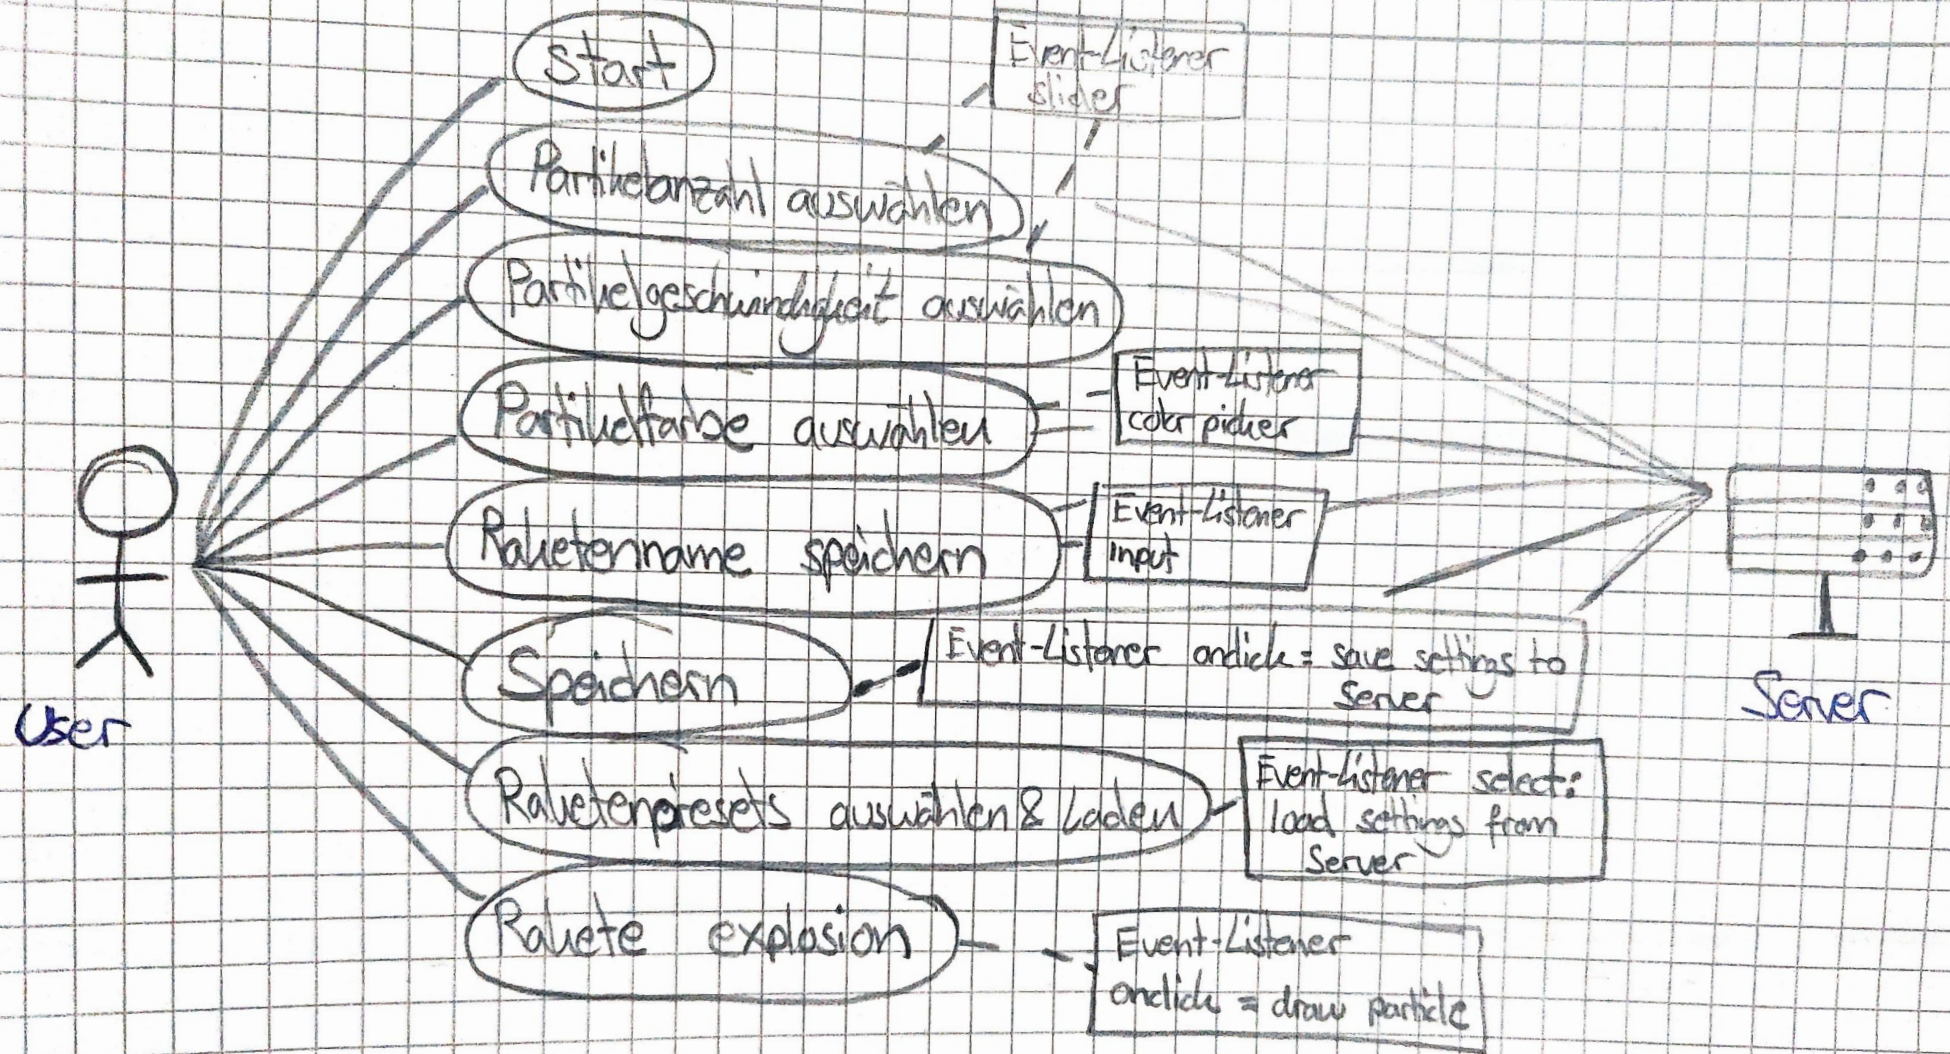 Start
Event-Listener
slider
Partikelanzahl auswählen
Partikelgeschwindigkeit auswählen
Partikelfarbe auswählen
Event-Listener
color picker
Raketenname speichern
Event-Listener
input
Speichern
Event-Listener onclick = save settings to
Server
User
Server
Raketenpresets auswählen & Laden
Event-Listener select:
load settings from
Server
Rakete explosion
Event-Listener
onclick = draw particle